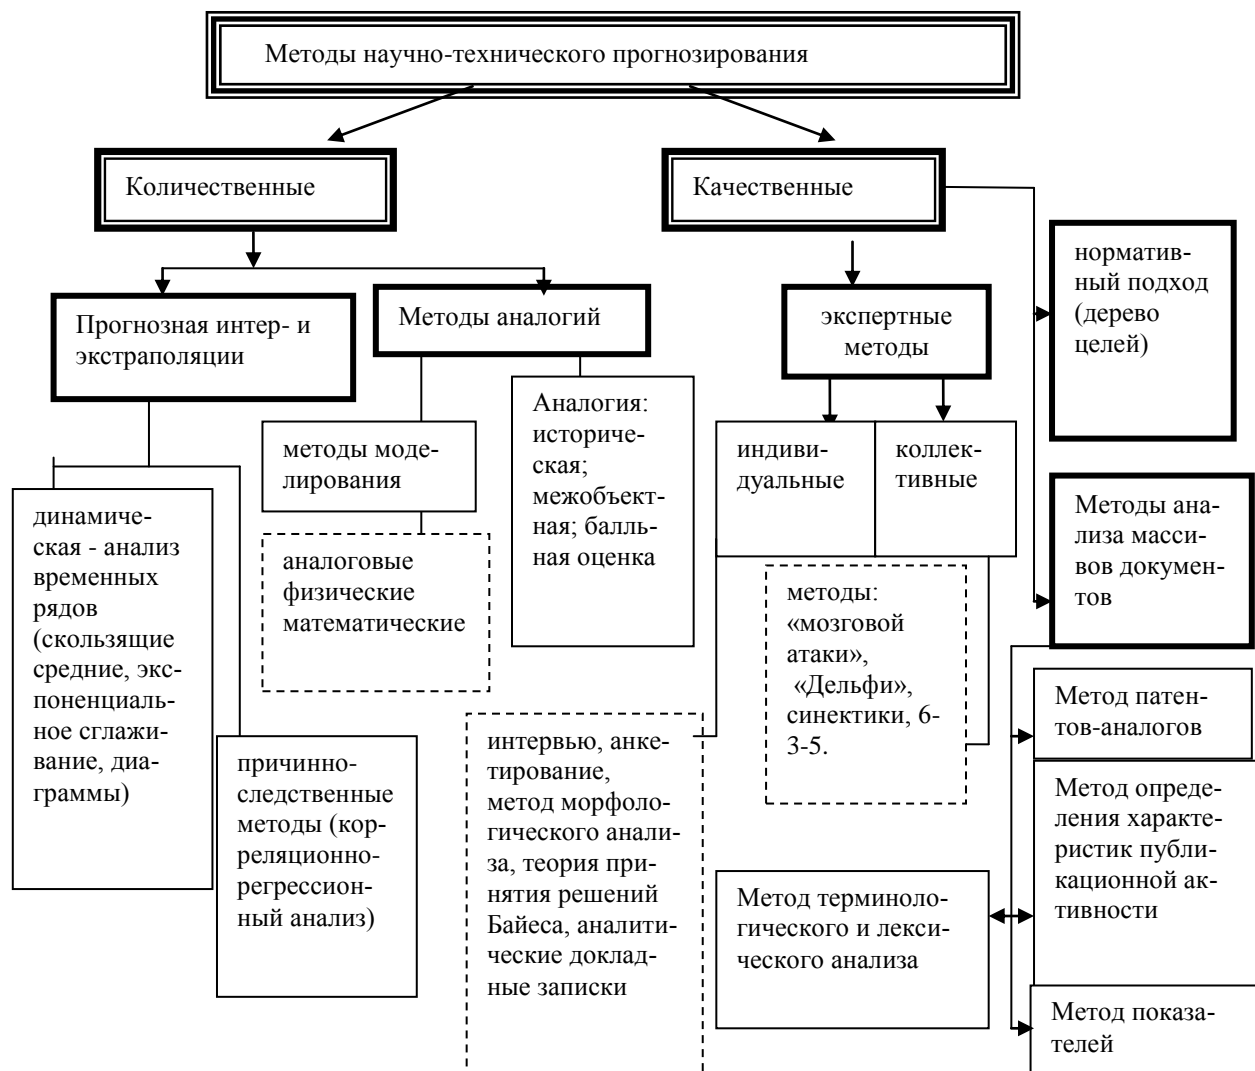 Методы научно-технического прогнозирования
Количественные
Качественные
норматив-
ный подход
(дерево
целей)
Прогнозная интер- и
экстраполяции
Методы аналогий
экспертные
методы
Аналогия:
историче-
ская;
межобъект-
ная; балль-
ная оценка
методы моде-
лирования
индиви-
дуальные
коллек-
тивные
Методы ана-
лиза масси-
вов докумен-
тов
динамиче-
ская - анализ
временных
рядов
(скользящие
средние, экс-
поненциаль-
ное сглажи-
вание, диа-
граммы)
аналоговые
физические
математические
методы:
«мозговой
атаки»,
«Дельфи»,
синектики, 6-
3-5.
Метод патен-
тов-аналогов
причинно-
следственные
методы (кор-
реляционно-
регрессион-
ный анализ)
интервью, анке-
тирование,
метод морфоло-
гического анали-
за, теория при-
нятия решений
Байеса, аналити-
ческие доклад-
ные записки
Метод опреде-
ления характе-
ристик публи-
кационной ак-
тивности
Метод терминоло-
гического и лекси-
ческого анализа
Метод показа-
телей